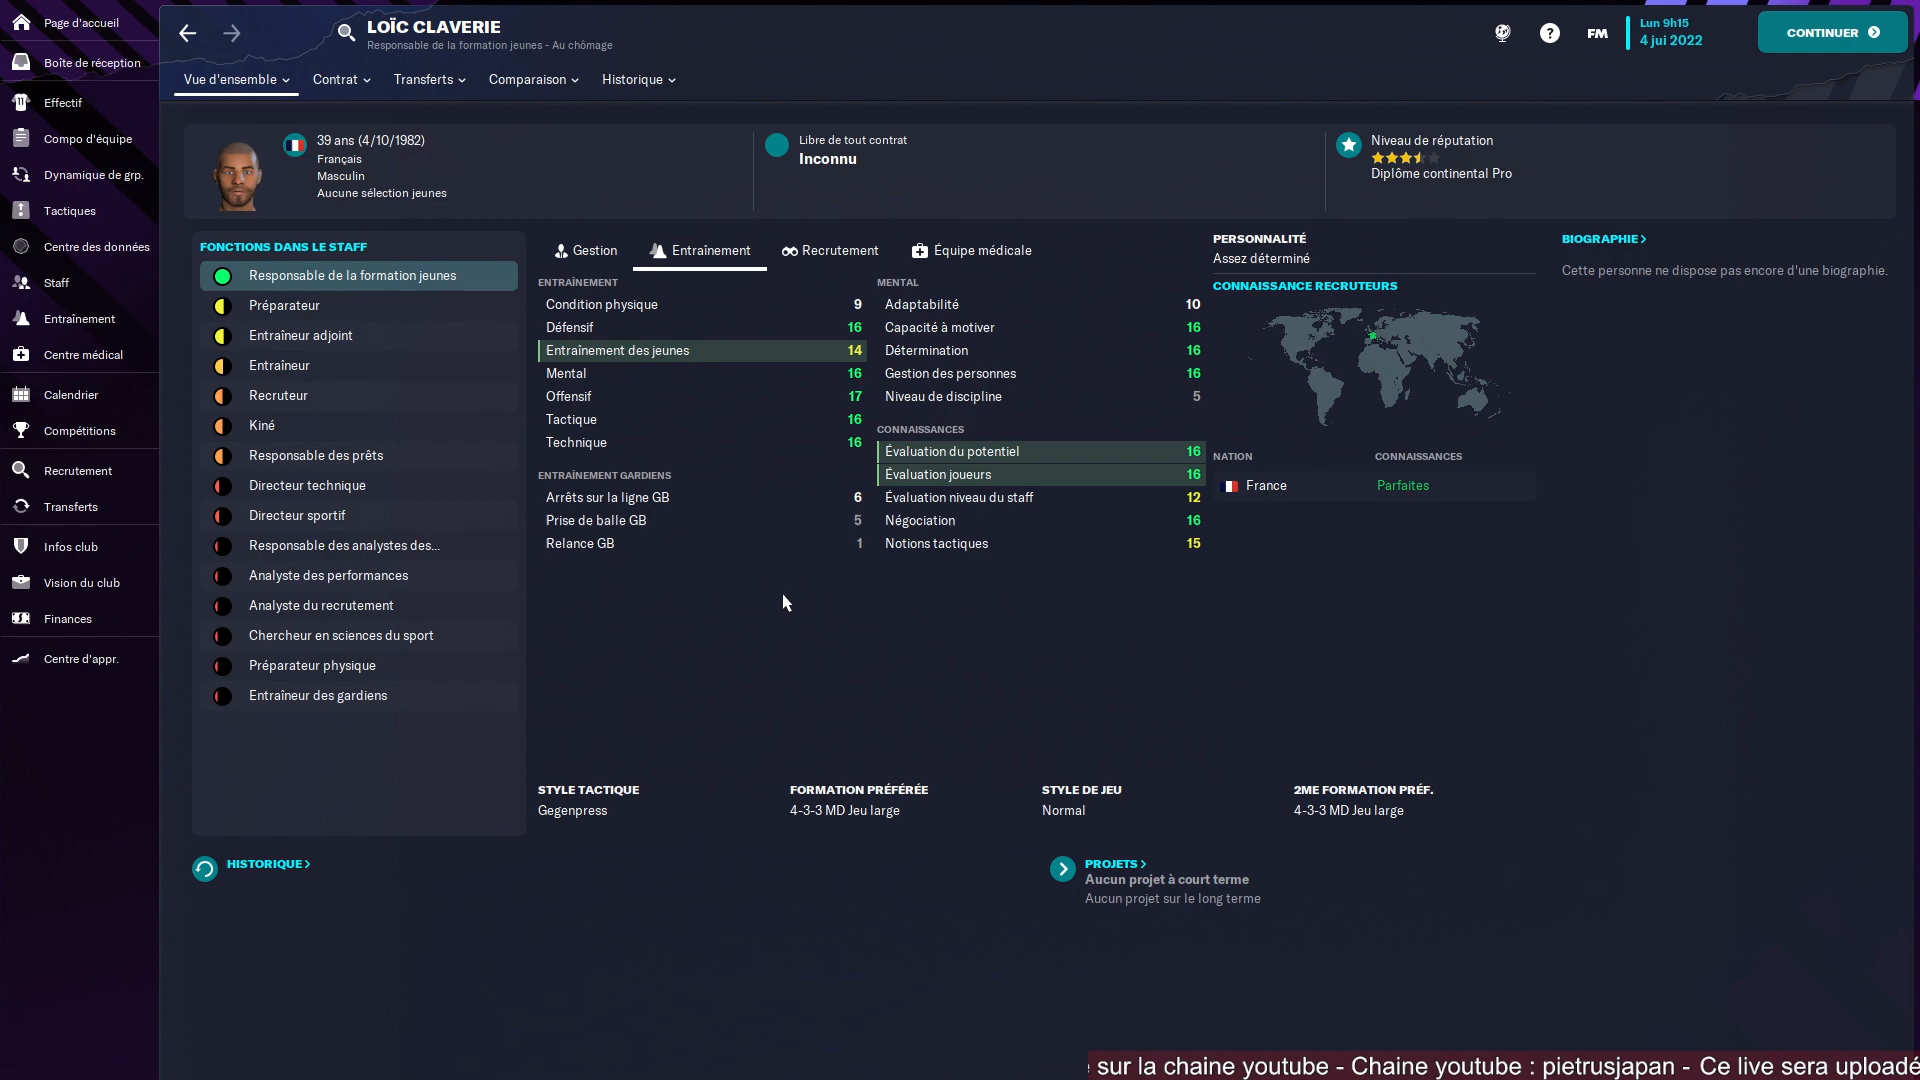 Page d'accueil
Boîte de réception
Effectif
Compo d'équipe
Dynamique de grp.
Tactiques
Centre des données
Staff
Entraînement
Centre médical
Calendrier
Compétitions
Recrutement
Transferts
Infos club
Vision du club
Finances
Centre d'appr.
LOÏC CLAVERIE
Responsable de la formation jeunes - Au chômage
FM
Lun 9h15
4 jui 2022
CONTINUER
Vue d'ensemble
Contrat
Transferts
Comparaison
Historique
39 ans (4/10/1982)
Français
Masculin
Aucune sélection jeunes
Libre de tout contrat
Inconnu
Niveau de réputation
Diplôme continental Pro
FONCTIONS DANS LE STAFF
Responsable de la formation jeunes
Préparateur
Entraîneur adjoint
Entraîneur
Recruteur
Kiné
Responsable des prêts
Directeur technique
Directeur sportif
Responsable des analystes des...
Analyste des performances
Analyste du recrutement
Chercheur en sciences du sport
Préparateur physique
Entraîneur des gardiens
Gestion
Entraînement
Recrutement
Équipe médicale
ENTRAÎNEMENT
Condition physique 9
Défensif 16
Entraînement des jeunes 14
Mental 16
Offensif 17
Tactique 16
Technique 16
ENTRAÎNEMENT GARDIENS
Arrêts sur la ligne GB 6
Prise de balle GB 5
Relance GB 1
MENTAL
Adaptabilité 10
Capacité à motiver 16
Détermination 16
Gestion des personnes 16
Niveau de discipline 5
CONNAISSANCES
Évaluation du potentiel 16
Évaluation joueurs 16
Évaluation niveau du staff 12
Négociation 16
Notions tactiques 15
PERSONNALITÉ
Assez déterminé
CONNAISSANCE RECRUTEURS
NATION CONNAISSANCES
France Parfaites
BIOGRAPHIE >
Cette personne ne dispose pas encore d'une biographie.
STYLE TACTIQUE
Gegenpress
FORMATION PRÉFÉRÉE
4-3-3 MD Jeu large
STYLE DE JEU
Normal
2ME FORMATION PRÉF.
4-3-3 MD Jeu large
HISTORIQUE >
PROJETS >
Aucun projet à court terme
Aucun projet sur le long terme
sur la chaine youtube - Chaine youtube : pietrusjapan - Ce live sera uploadé